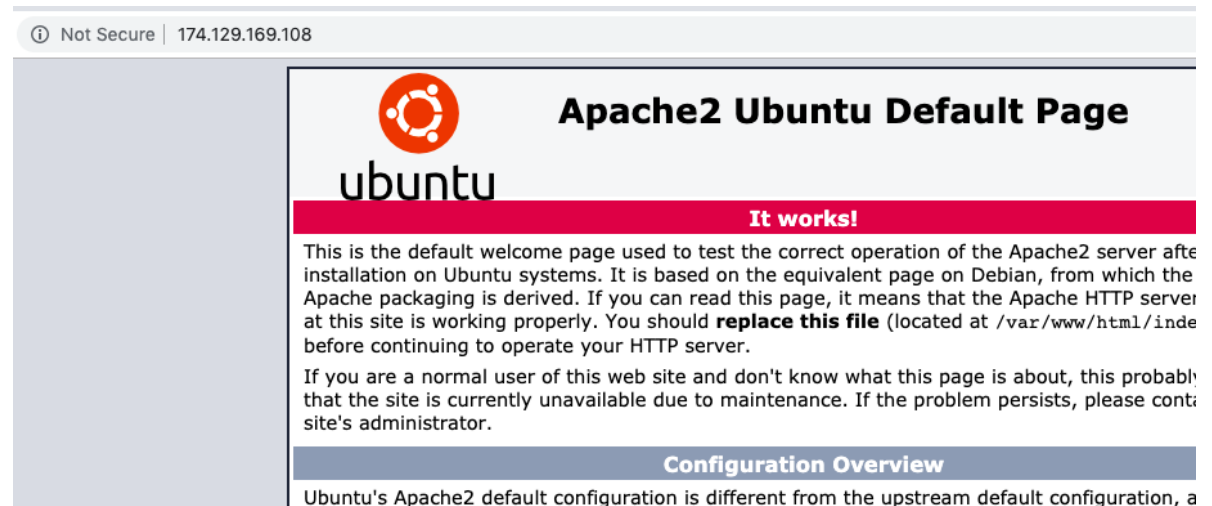 Not Secure | 174.129.169.108
Apache2 Ubuntu Default Page
ubuntu
It works!
This is the default welcome page used to test the correct operation of the Apache2 server afte
installation on Ubuntu systems. It is based on the equivalent page on Debian, from which the
Apache packaging is derived. If you can read this page, it means that the Apache HTTP server
at this site is working properly. You should replace this file (located at /var/www/html/inde
before continuing to operate your HTTP server.
If you are a normal user of this web site and don't know what this page is about, this probably
that the site is currently unavailable due to maintenance. If the problem persists, please conta
site's administrator.
Configuration Overview
Ubuntu's Apache2 default configuration is different from the upstream default configuration, a